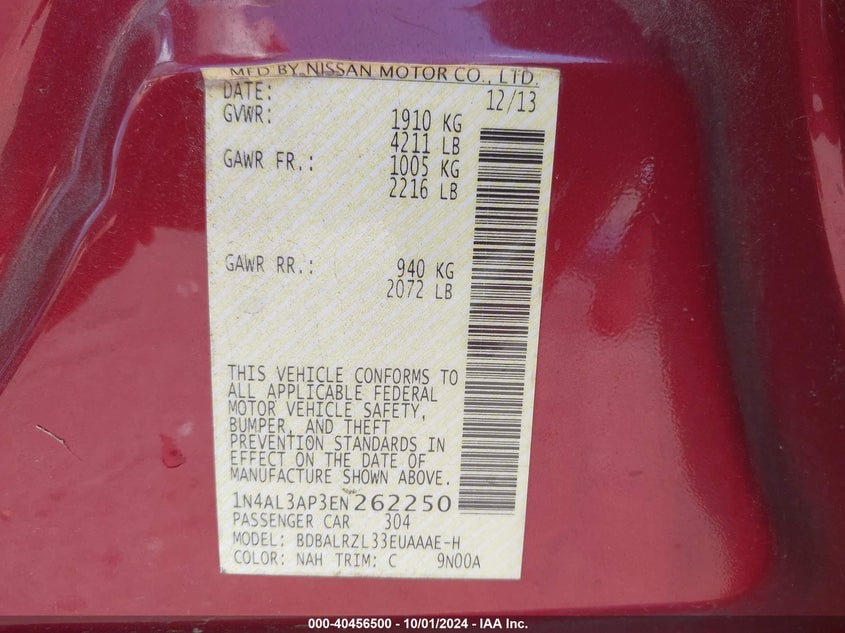 MFD BY NISSAN MOTOR CO., LTD.
DATE: 12/13
GVWR: 1910 KG
4211 LB
GAWR FR.: 1005 KG
2216 LB
GAWR RR.: 940 KG
2072 LB
THIS VEHICLE CONFORMS TO
ALL APPLICABLE FEDERAL
MOTOR VEHICLE SAFETY,
BUMPER, AND THEFT
PREVENTION STANDARDS IN
EFFECT ON THE DATE OF
MANUFACTURE SHOWN ABOVE.
1N4AL3AP3EN262250
PASSENGER CAR 304
MODEL: BDBALRZL33EUAAAE-H
COLOR: NAH TRIM: C 9N00A
000-40456500 - 10/01/2024 - IAA Inc.